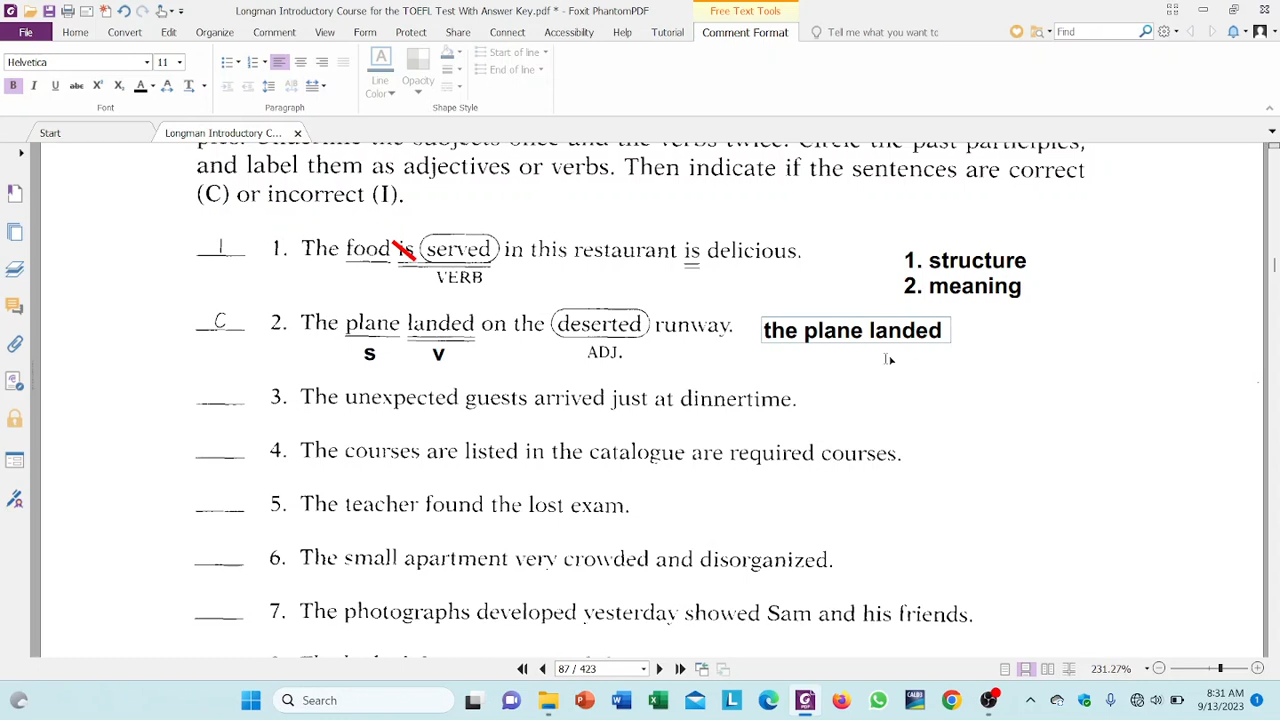 Longman Introductory Course for the TOEFL Test With Answer Key.pdf * - Foxit PhantomPDF
Free Text Tools
File Home Convert Edit Organize Comment View Form Protect Share Connect Accessibility Help Tutorial Comment Format Tell me what you want to Find
Helvetica 11
Line Color
Opacity
Start of line
End of line
Font Paragraph Shape Style
Start Longman Introductory C... ×
and label them as adjectives or verbs. Then indicate if the sentences are correct
(C) or incorrect (I).
I 1. The food is served in this restaurant is delicious.
VERB
1. structure
2. meaning
C 2. The plane landed on the deserted runway.
the plane landed
S V ADJ.
3. The unexpected guests arrived just at dinnertime.
4. The courses are listed in the catalogue are required courses.
5. The teacher found the lost exam.
6. The small apartment very crowded and disorganized.
7. The photographs developed yesterday showed Sam and his friends.
87 / 423
231.27%
Search
8:31 AM
9/13/2023